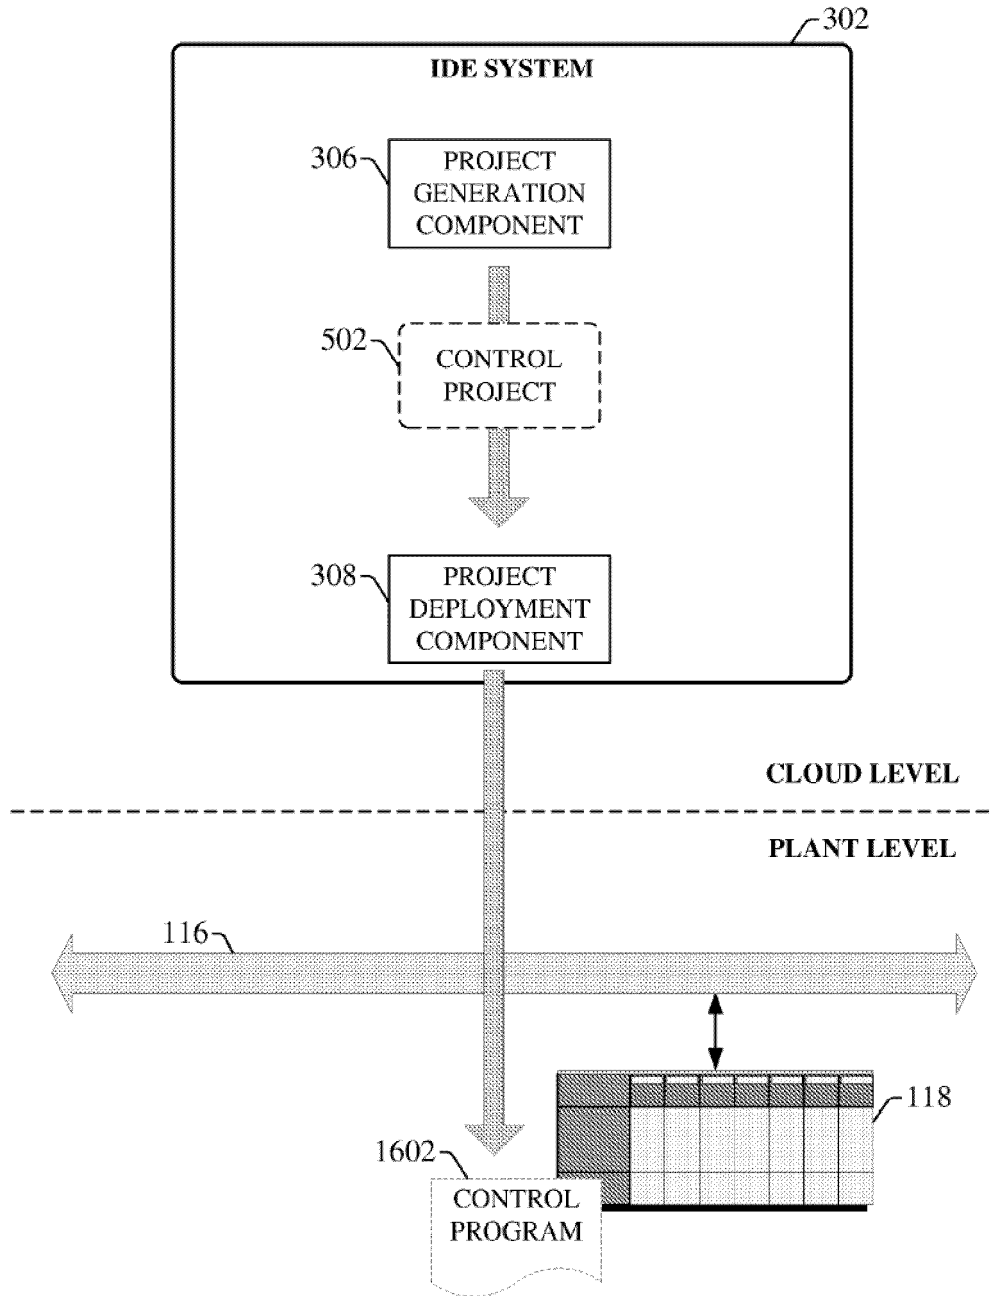 302
IDE SYSTEM
306
PROJECT
GENERATION
COMPONENT
502
CONTROL
PROJECT
308
PROJECT
DEPLOYMENT
COMPONENT
CLOUD LEVEL
PLANT LEVEL
116
118
1602
CONTROL
PROGRAM